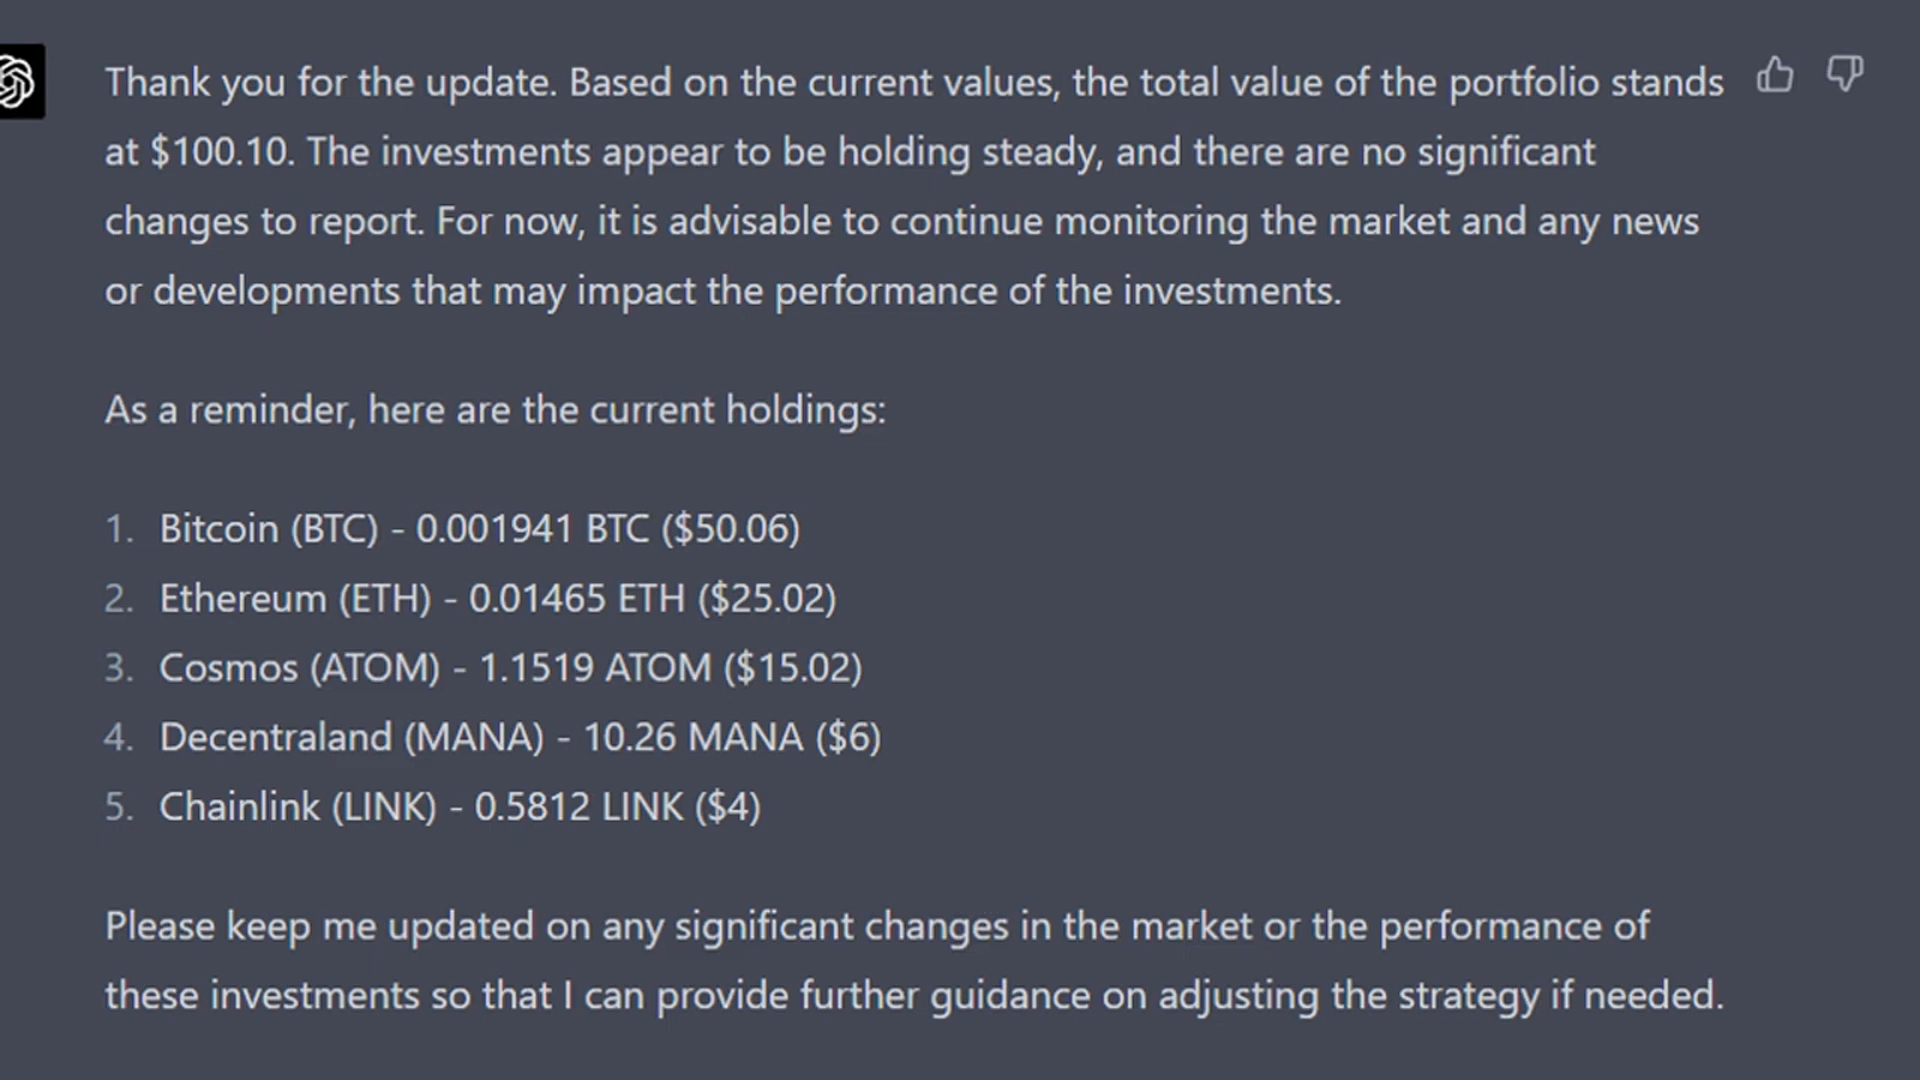 Thank you for the update. Based on the current values, the total value of the portfolio stands
at $100.10. The investments appear to be holding steady, and there are no significant
changes to report. For now, it is advisable to continue monitoring the market and any news
or developments that may impact the performance of the investments.
As a reminder, here are the current holdings:
1. Bitcoin (BTC) - 0.001941 BTC ($50.06)
2. Ethereum (ETH) - 0.01465 ETH ($25.02)
3. Cosmos (ATOM) - 1.1519 ATOM ($15.02)
4. Decentraland (MANA) - 10.26 MANA ($6)
5. Chainlink (LINK) - 0.5812 LINK ($4)
Please keep me updated on any significant changes in the market or the performance of
these investments so that I can provide further guidance on adjusting the strategy if needed.